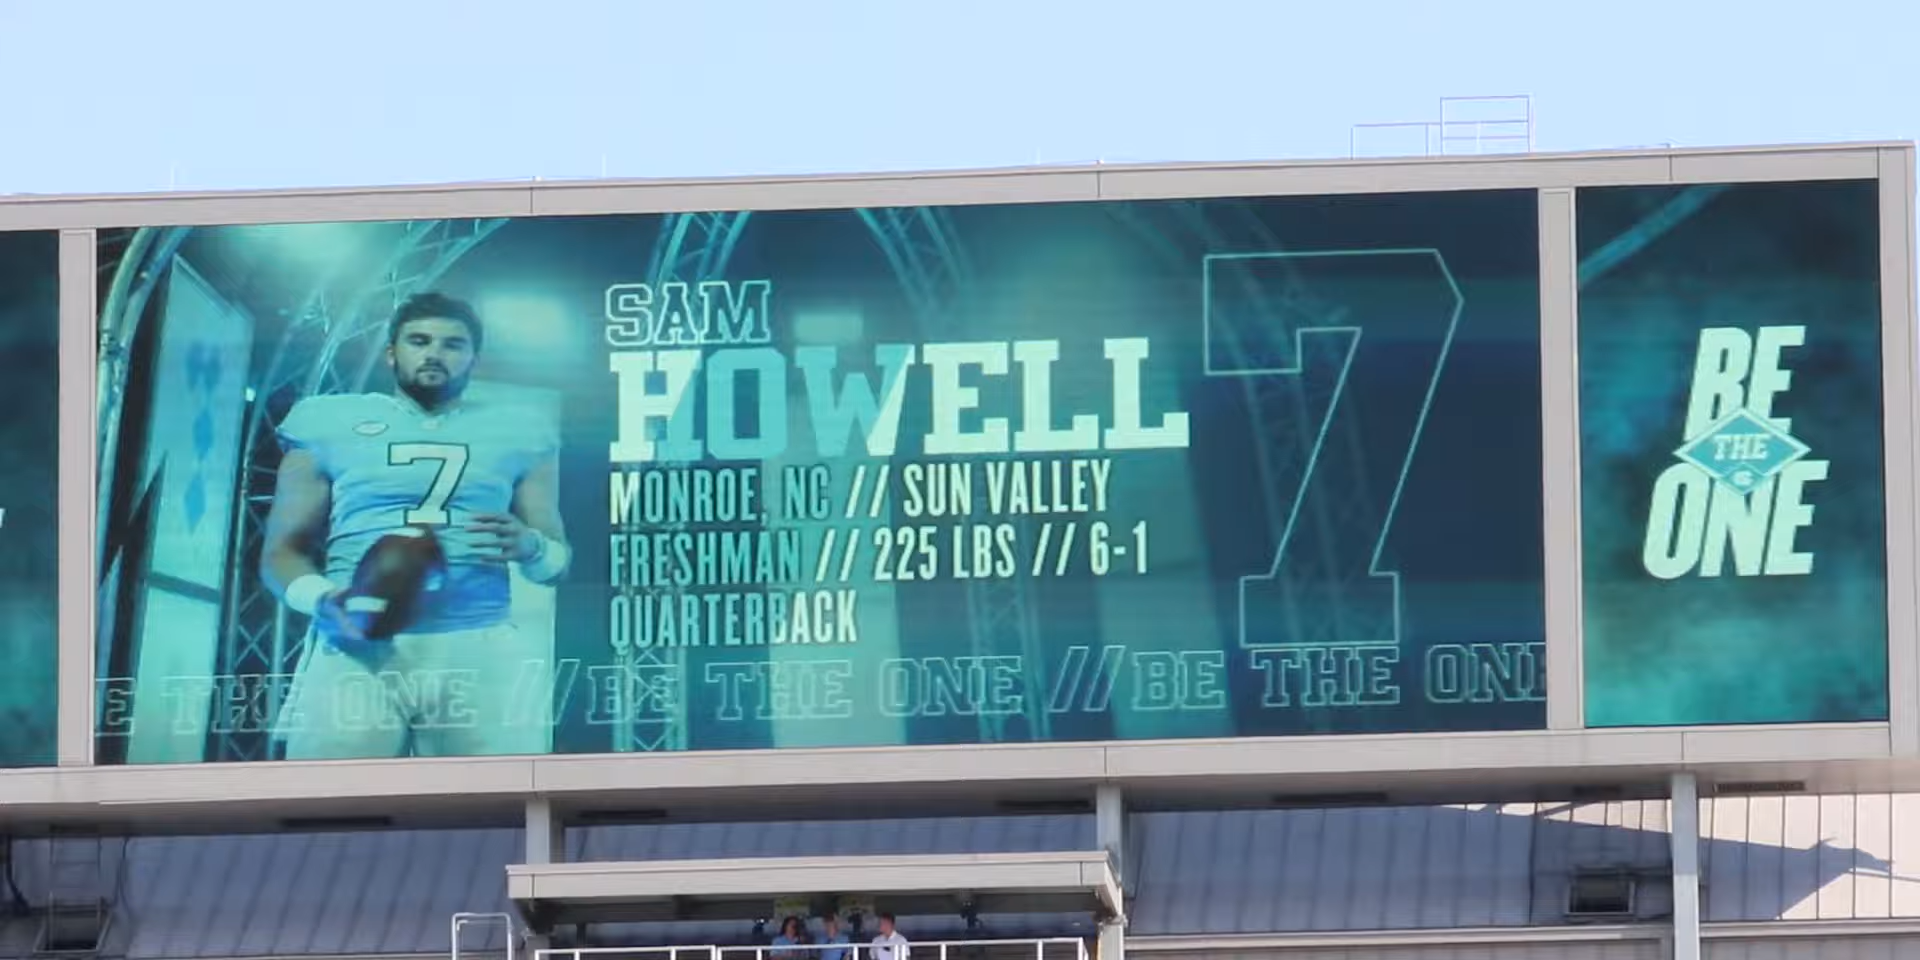 SAM
HOWELL
7
7
MONROE, NC // SUN VALLEY
FRESHMAN // 225 LBS // 6-1
QUARTERBACK
E THE ONE // BE THE ONE // BE THE ONE
BE
THE
ONE